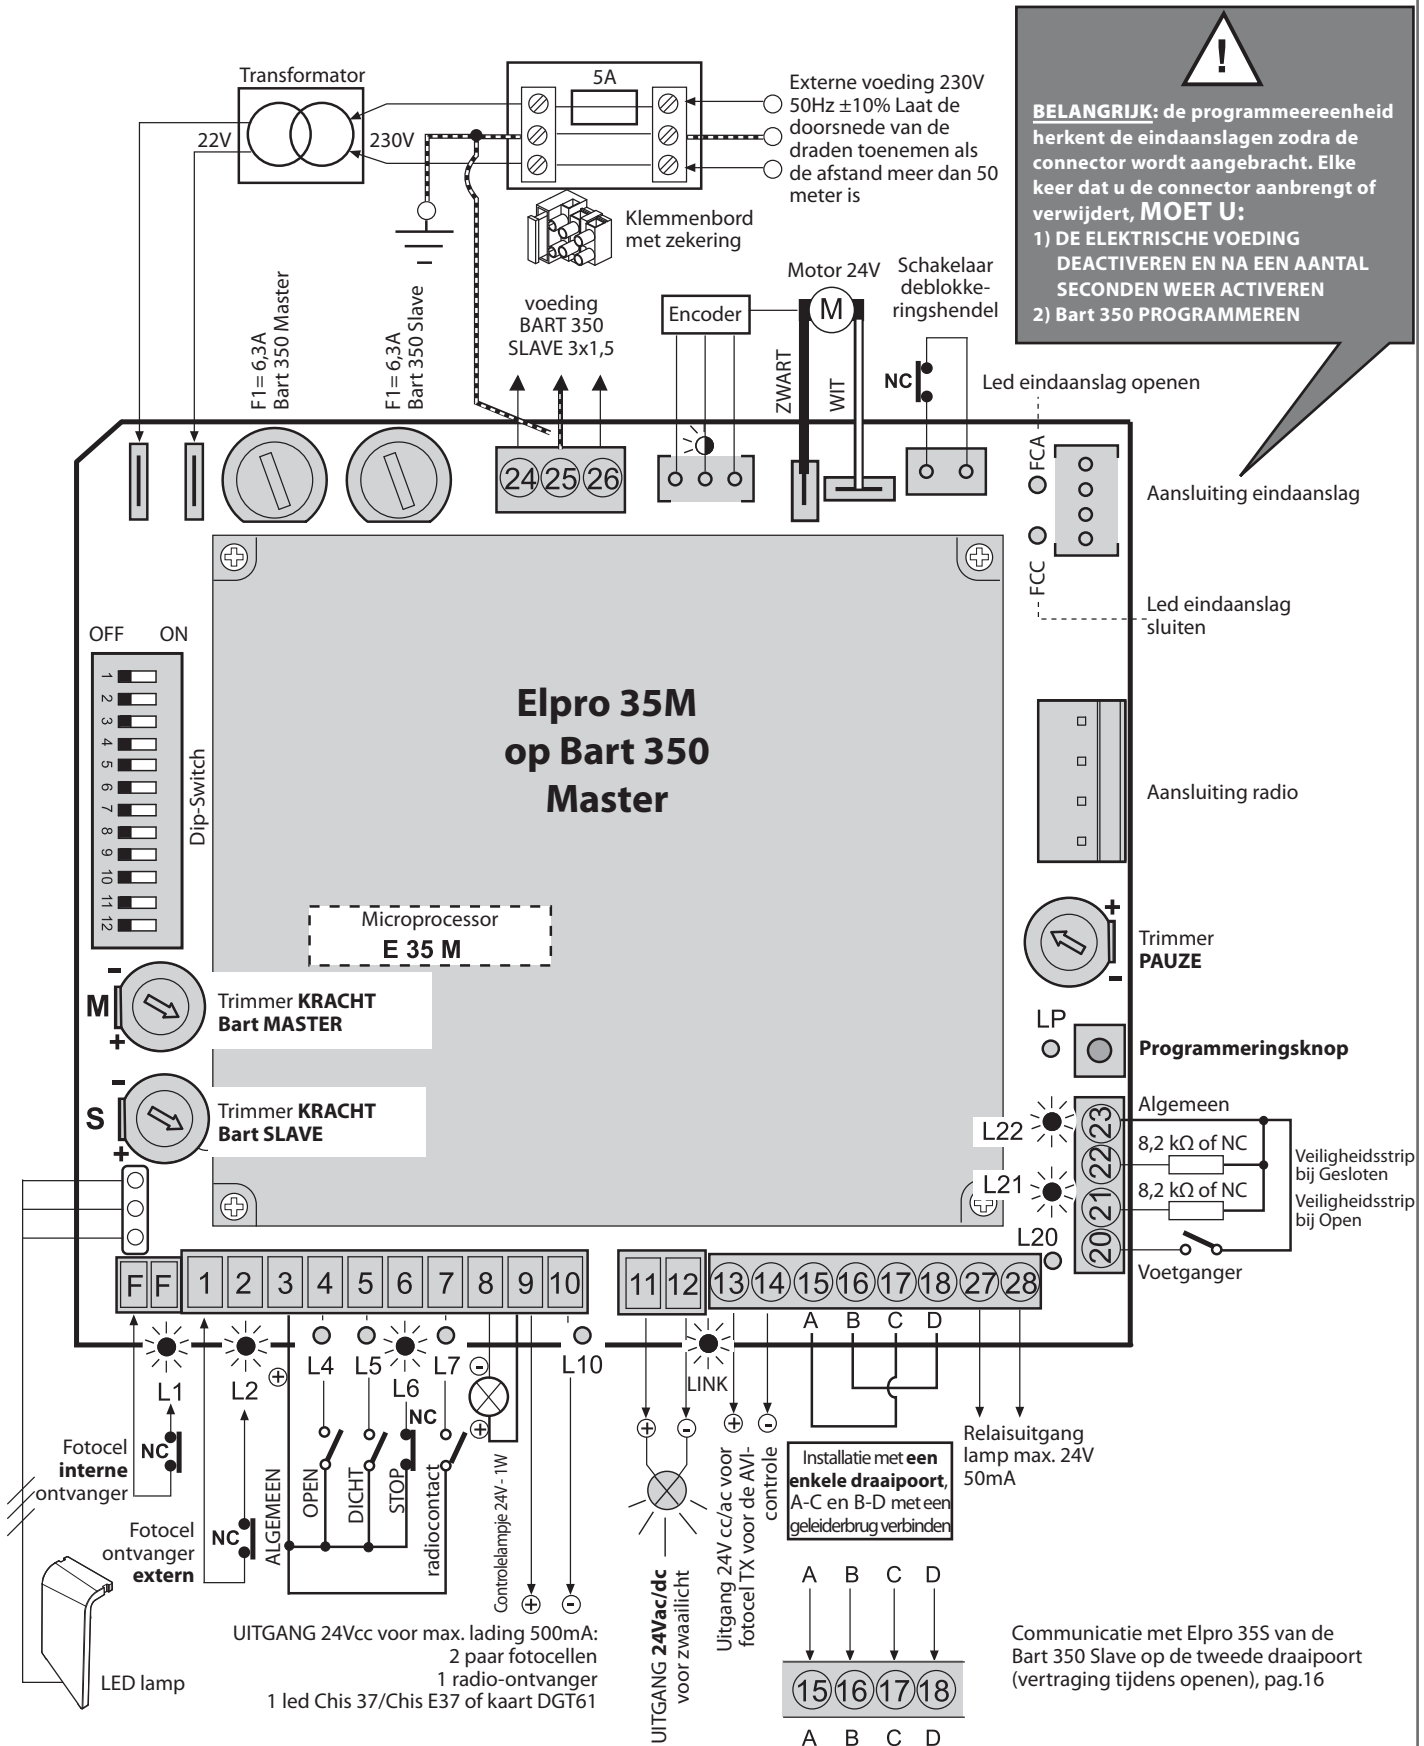 Transformator
22V
230V
5A
Externe voeding 230V
50Hz ±10% Laat de
doorsnede van de
draden toenemen als
de afstand meer dan 50
meter is
!
BELANGRIJK: de programmeereenheid
herkent de eindaanslagen zodra de
connector wordt aangebracht. Elke
keer dat u de connector aanbrengt of
verwijdert, MOET U:
1) DE ELEKTRISCHE VOEDING
DEACTIVEREN EN NA EEN AANTAL
SECONDEN WEER ACTIVEREN
2) Bart 350 PROGRAMMEREN
Klemmenbord
met zekering
F1= 6,3A
Bart 350 Master
F1= 6,3A
Bart 350 Slave
voeding
BART 350
SLAVE 3x1,5
Encoder
Motor 24V
M
ZWART
WIT
Schakelaar
deblokke-
ringshendel
NC
Led eindaanslag openen
24 25 26
FCA
Aansluiting eindaanslag
FCC
Led eindaanslag
sluiten
OFF ON
1
2
3
4
5
6
7
8
9
10
11
12
Dip-Switch
Elpro 35M
op Bart 350
Master
Aansluiting radio
Microprocessor
E 35 M
+
Trimmer
PAUZE
-
-
M
+
Trimmer KRACHT
Bart MASTER
LP
Programmeringsknop
-
S
+
Trimmer KRACHT
Bart SLAVE
L22
L21
L20
23
22
21
20
Algemeen
8,2 kΩ of NC
Veiligheidsstrip
bij Gesloten
8,2 kΩ of NC
Veiligheidsstrip
bij Open
Voetganger
F F 1 2 3 4 5 6 7 8 9 10
11 12 13 14 15 16 17 18 27 28
A B C D
L1
L2
+
L4
L5
L6
L7
-
+
L10
LINK
NC
Fotocel
interne
ontvanger
NC
Fotocel
ontvanger
extern
NC
ALGEMEEN
OPEN
DICHT
STOP
radiocontact
Controlelampje 24V - 1W
+ -
+ -
+ -
UITGANG 24Vac/dc
voor zwaailicht
Uitgang 24V cc/ac voor
fotocel TX voor de AVI-
controle
Relaisuitgang
lamp max. 24V
50mA
Installatie met een
enkele draaipoort,
A-C en B-D met een
geleiderbrug verbinden
LED lamp
UITGANG 24Vcc voor max. lading 500mA:
2 paar fotocellen
1 radio-ontvanger
1 led Chis 37/Chis E37 of kaart DGT61
A B C D
15 16 17 18
A B C D
Communicatie met Elpro 35S van de
Bart 350 Slave op de tweede draaipoort
(vertraging tijdens openen), pag.16